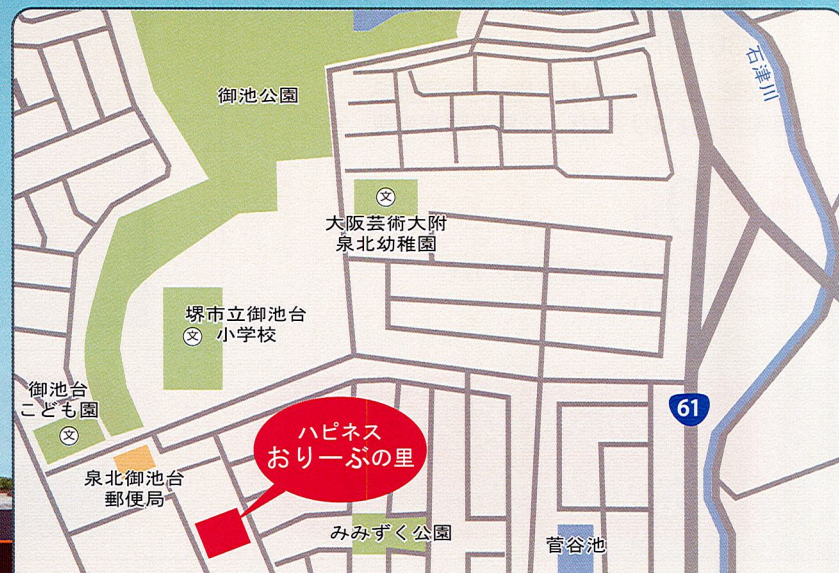 御池公園
石津川
文
大阪芸術大附
泉北幼稚園
堺市立御池台
文 小学校
御池台
こども園
文
61
ハピネス
おりーぶの里
泉北御池台
郵便局
みみずく公園
菅谷池